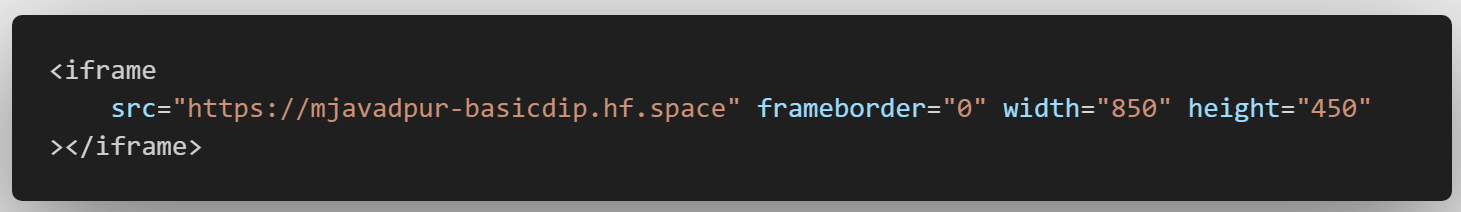 <iframe
src="https://mjavadpur-basicdip.hf.space" frameborder="0" width="850" height="450"
></iframe>